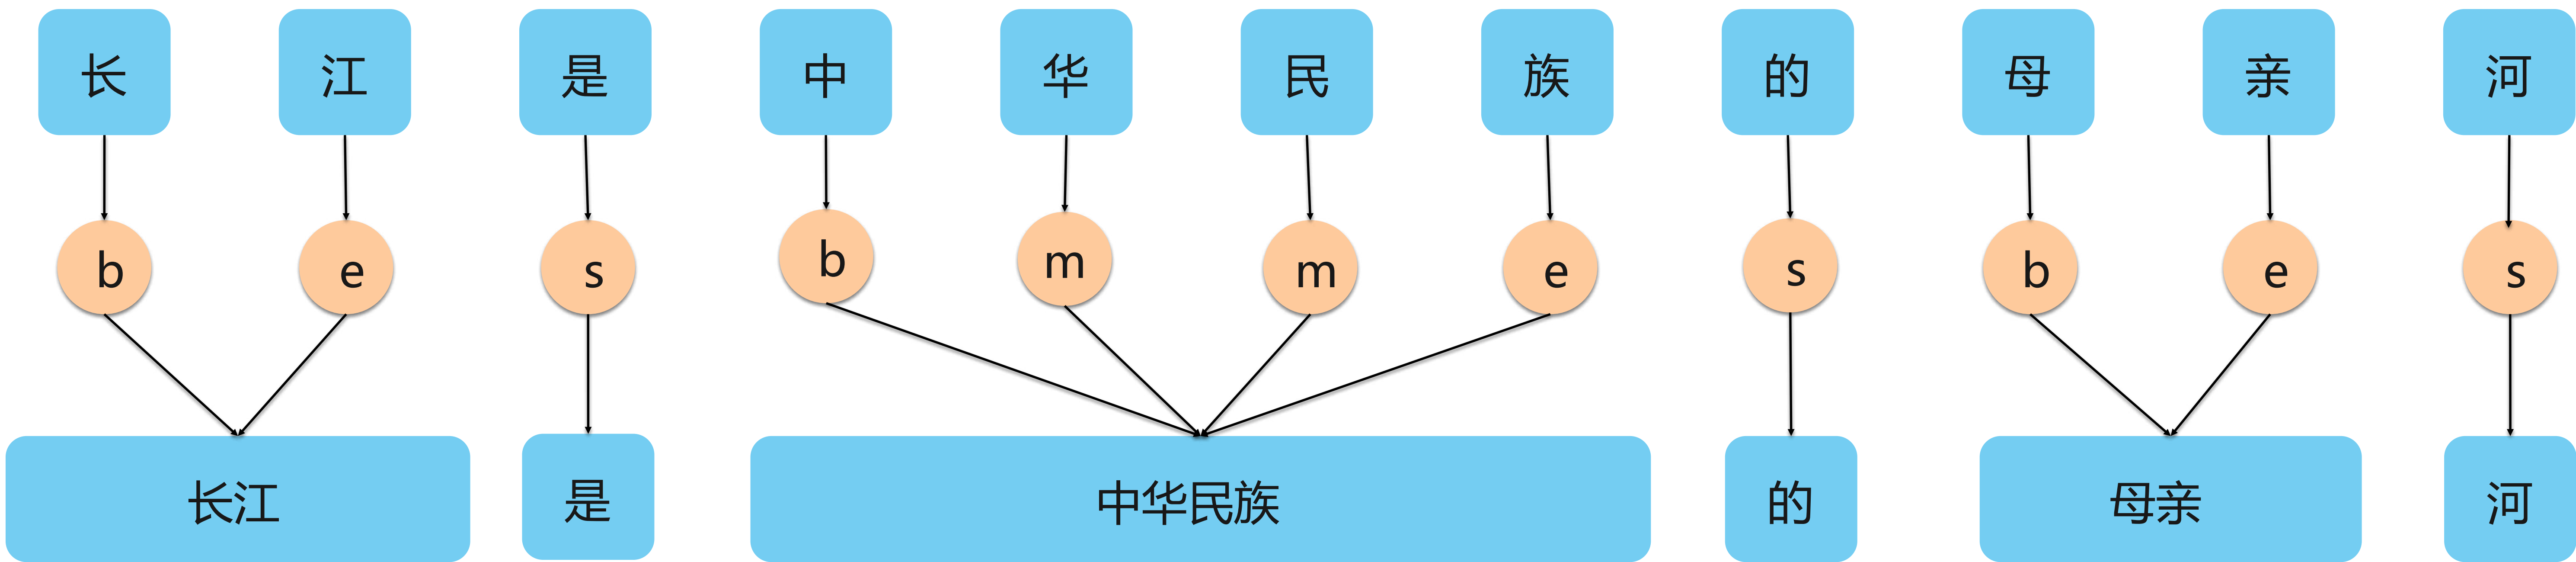 长 江 是 中 华 民 族 的 母 亲 河
b e s b m m e s b e s
长江 是 中华民族 的 母亲 河